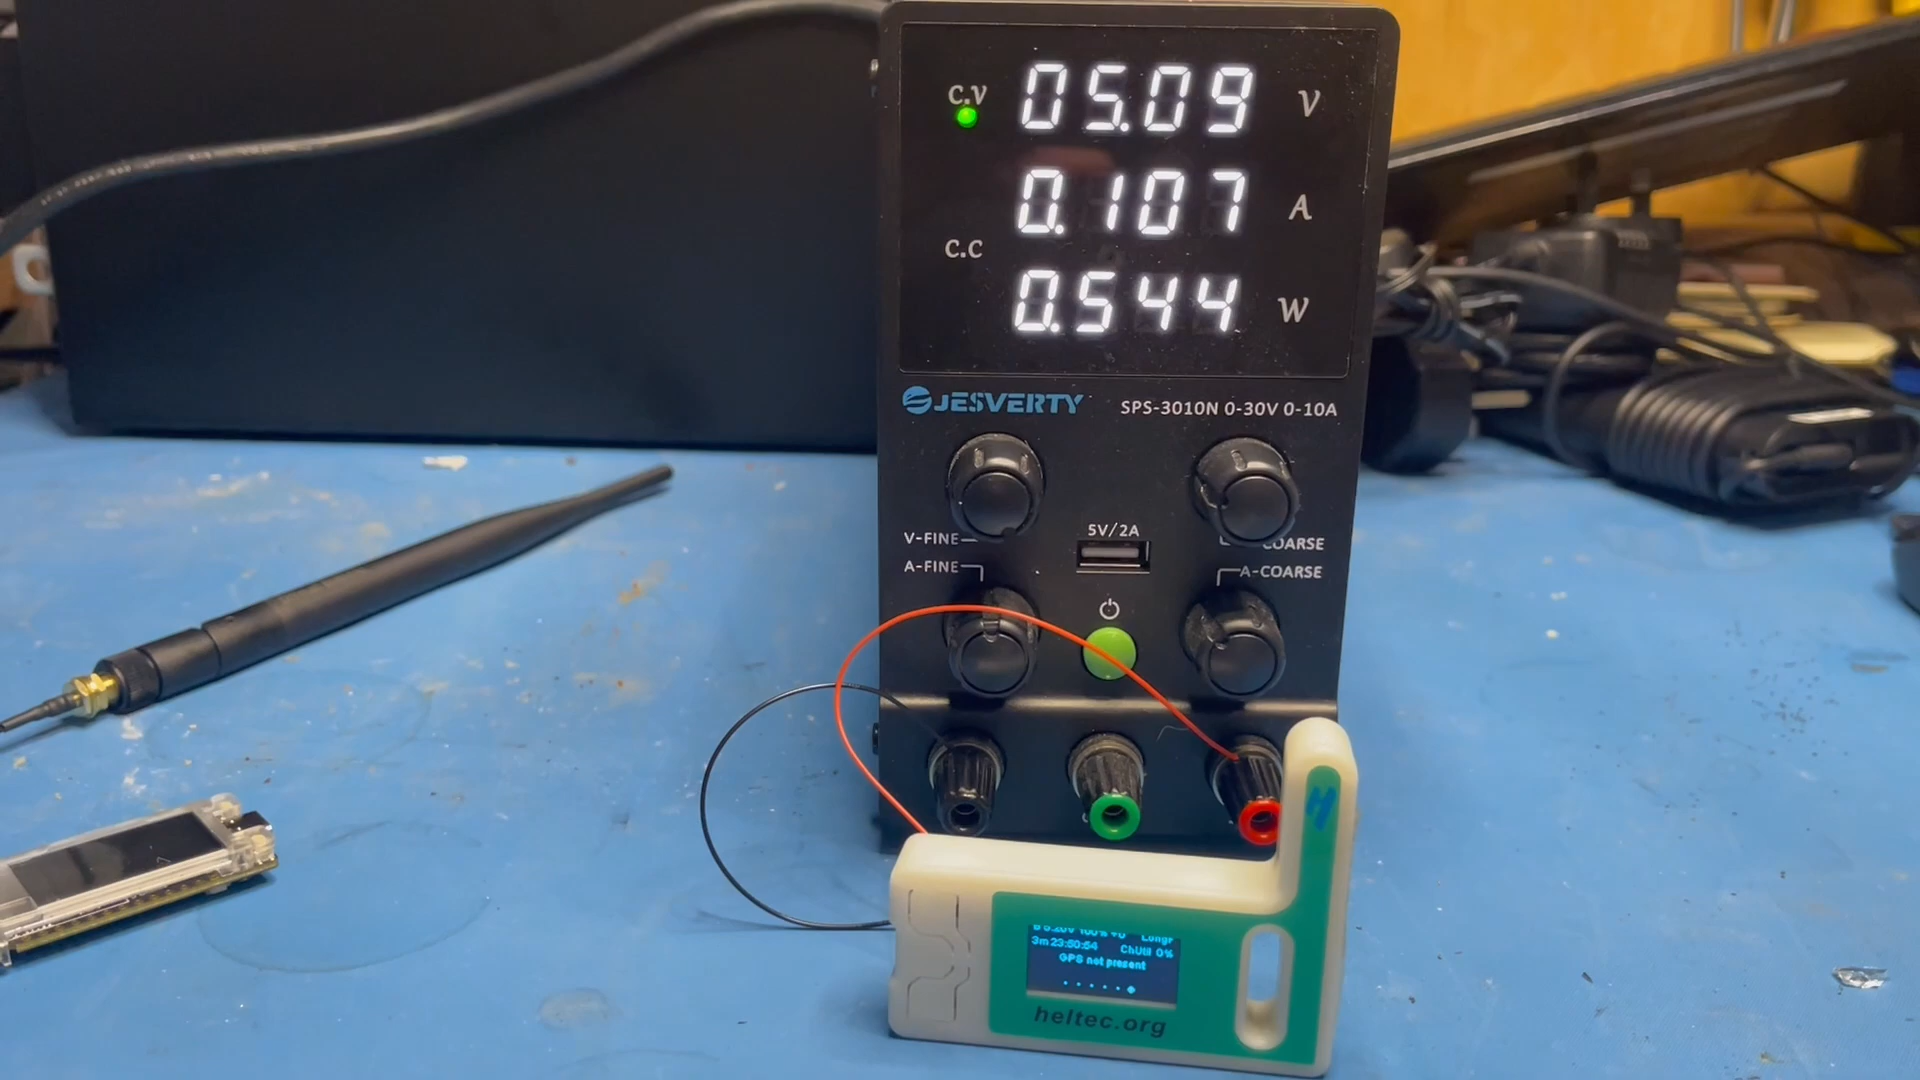 C.V 05.09 V
0.107 A
C.C
0.544 W
JESVERTY SPS-3010N 0-30V 0-10A
5V/2A
V-FINE COARSE
A-FINE A-COARSE
3m 23:50:54 ChUtil 0%
GPS not present
heltec.org